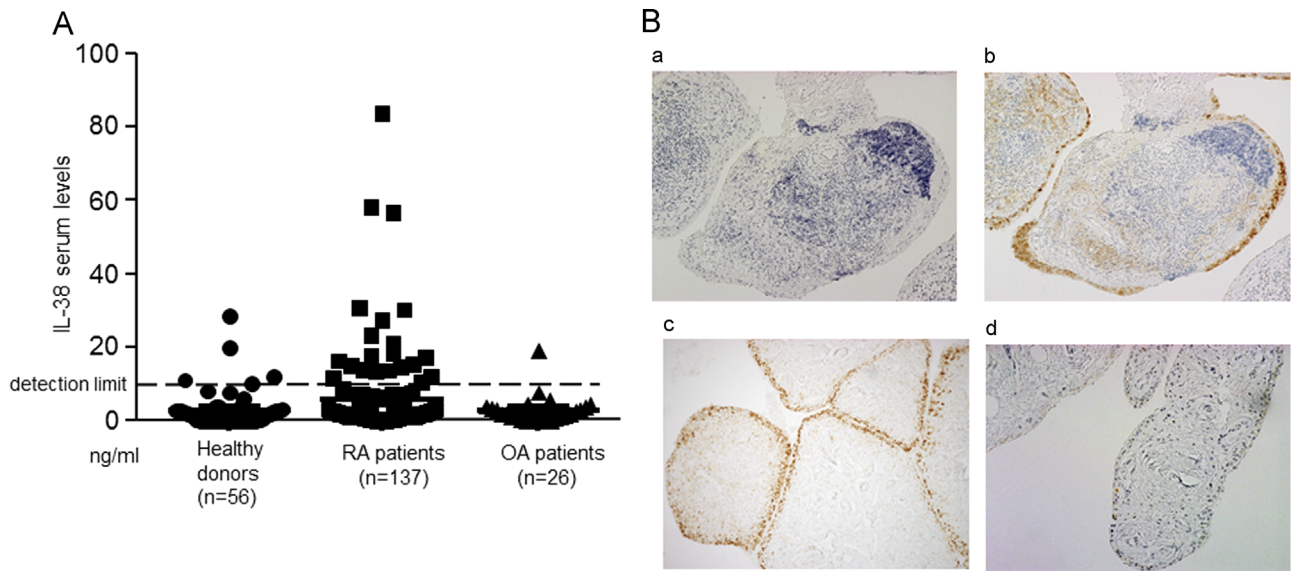 A
100
80
60
40
20
0
IL-38 serum levels
detection limit
ng/ml
Healthy
donors
(n=56)
RA patients
(n=137)
OA patients
(n=26)
B
a
b
c
d